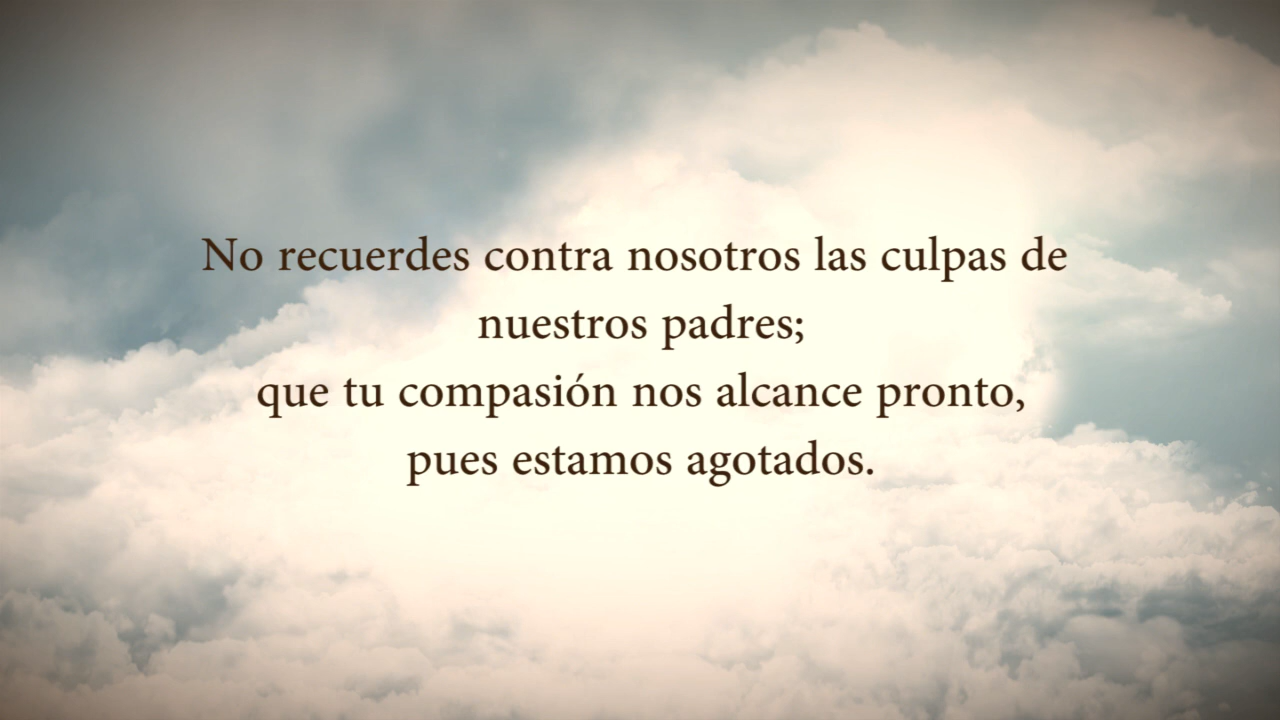 No recuerdes contra nosotros las culpas de
nuestros padres;
que tu compasión nos alcance pronto,
pues estamos agotados.